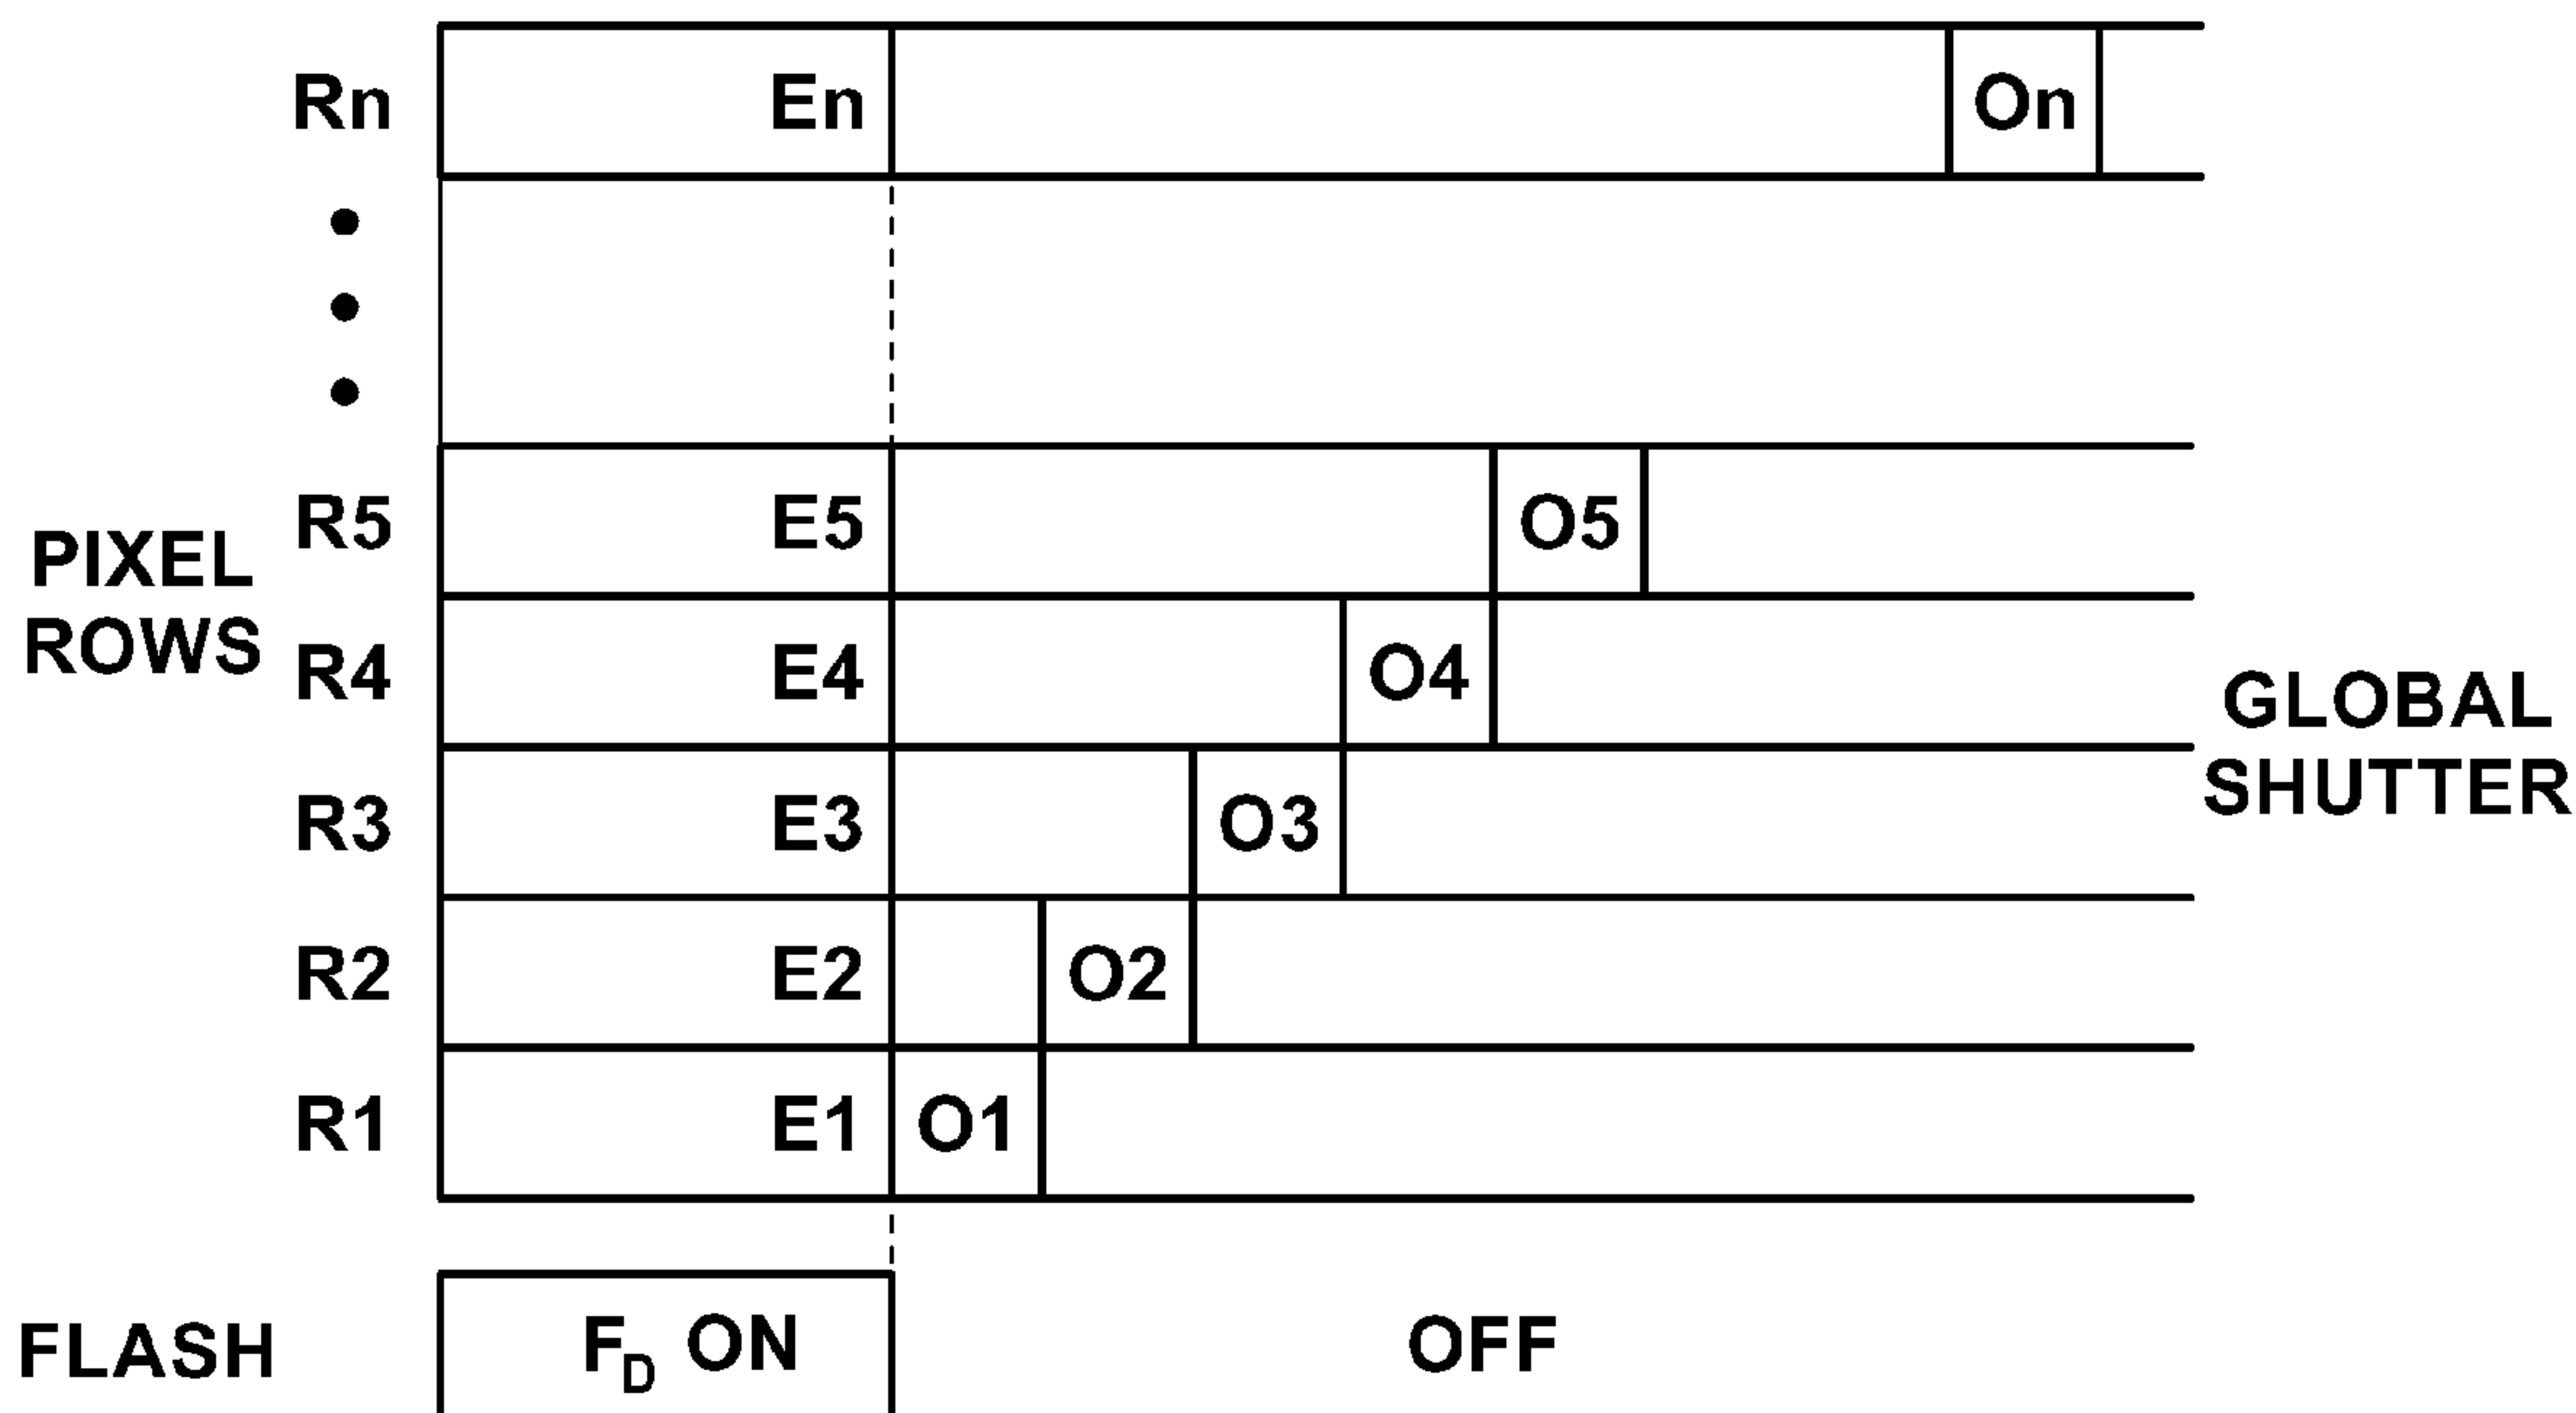 Rn En On
R5 E5 O5
PIXEL
ROWS
R4 E4 O4
GLOBAL
SHUTTER
R3 E3 O3
R2 E2 O2
R1 E1 O1
FLASH F_D ON OFF